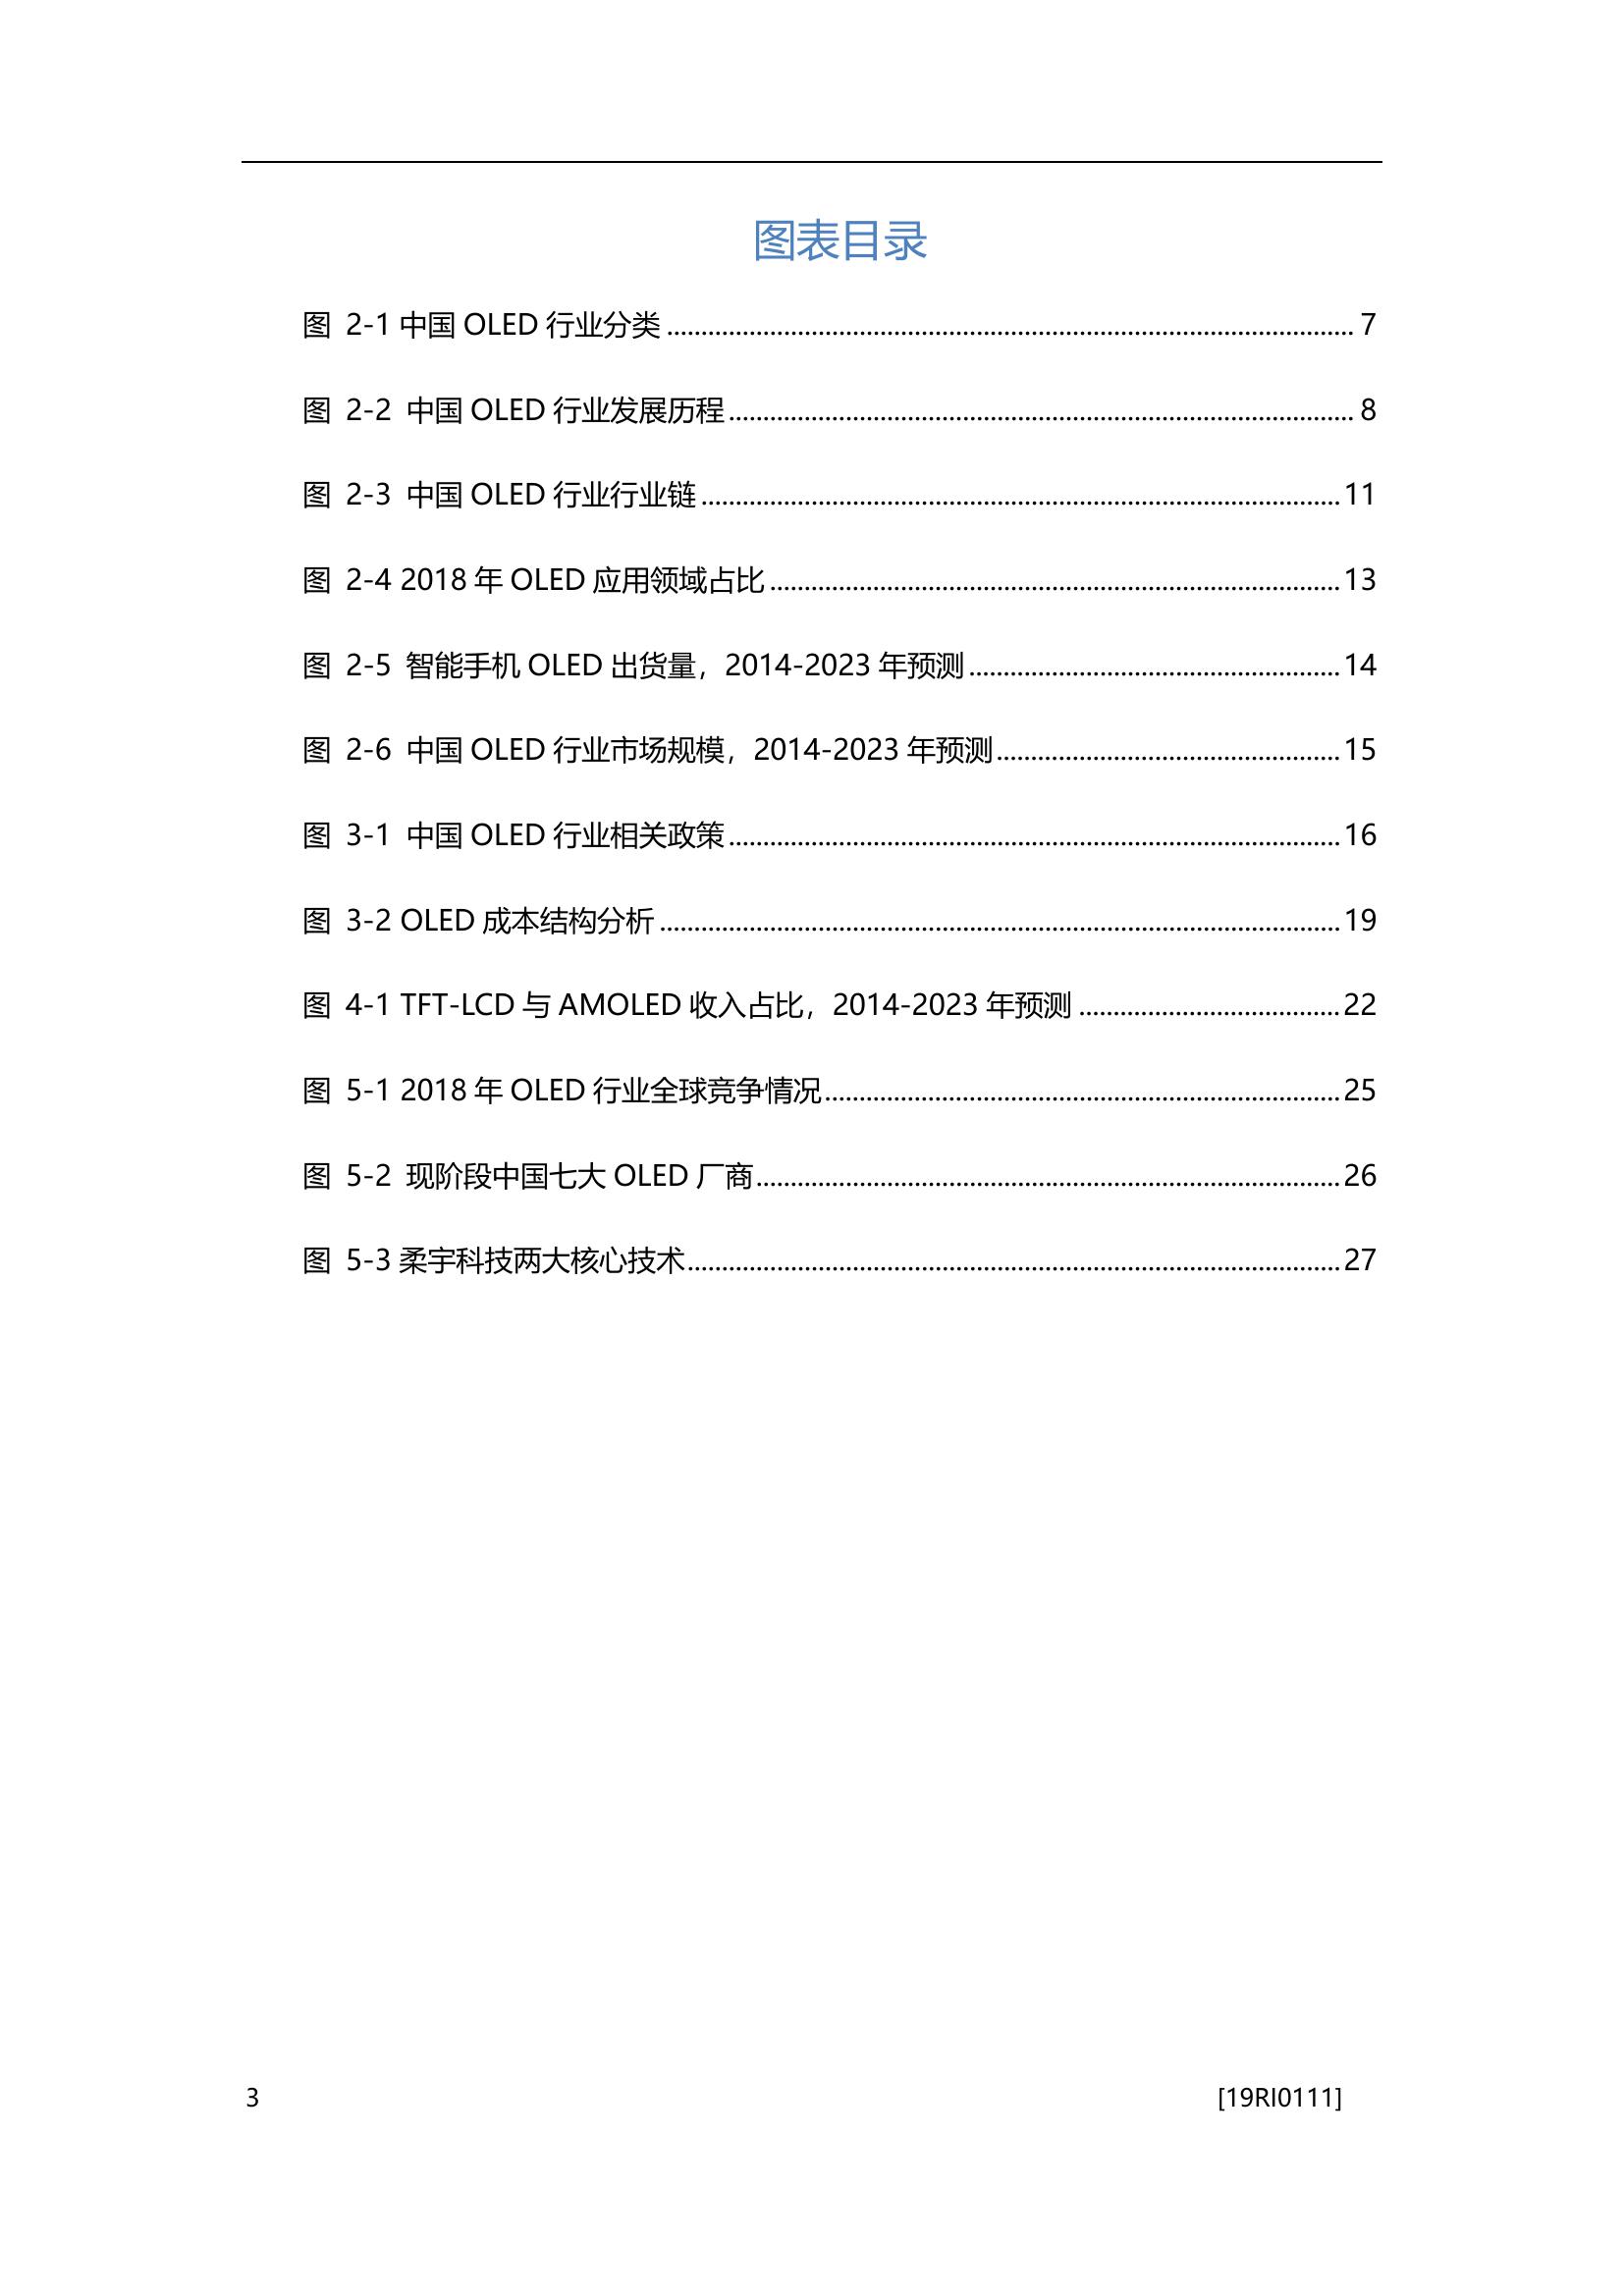 图表目录
图 2-1 中国 OLED 行业分类 ........................................ 7
图 2-2 中国 OLED 行业发展历程 ........................................ 8
图 2-3 中国 OLED 行业行业链 ........................................ 11
图 2-4 2018 年 OLED 应用领域占比 ........................................ 13
图 2-5 智能手机 OLED 出货量，2014-2023 年预测 ........................................ 14
图 2-6 中国 OLED 行业市场规模，2014-2023 年预测 ........................................ 15
图 3-1 中国 OLED 行业相关政策 ........................................ 16
图 3-2 OLED 成本结构分析 ........................................ 19
图 4-1 TFT-LCD 与 AMOLED 收入占比，2014-2023 年预测 ........................................ 22
图 5-1 2018 年 OLED 行业全球竞争情况 ........................................ 25
图 5-2 现阶段中国七大 OLED 厂商 ........................................ 26
图 5-3 柔宇科技两大核心技术 ........................................ 27
3 [19RI0111]